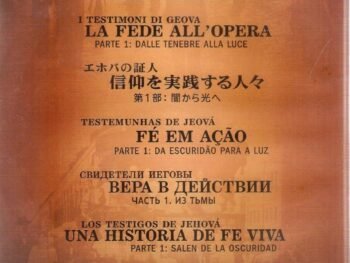 I TESTIMONI DI GEOVA
LA FEDE ALL'OPERA
PARTE 1: DALLE TENEBRE ALLA LUCE
エホバの証人
信仰を実践する人々
第1部：闇から光へ
TESTEMUNHAS DE JEOVÁ
FÉ EM AÇÃO
PARTE 1: DA ESCURIDÃO PARA A LUZ
СВИДЕТЕЛИ ИЕГОВЫ
ВЕРА В ДЕЙСТВИИ
ЧАСТЬ 1. ИЗ ТЬМЫ
LOS TESTIGOS DE JEHOVÁ
UNA HISTORIA DE FE VIVA
PARTE 1: SALEN DE LA OSCURIDAD